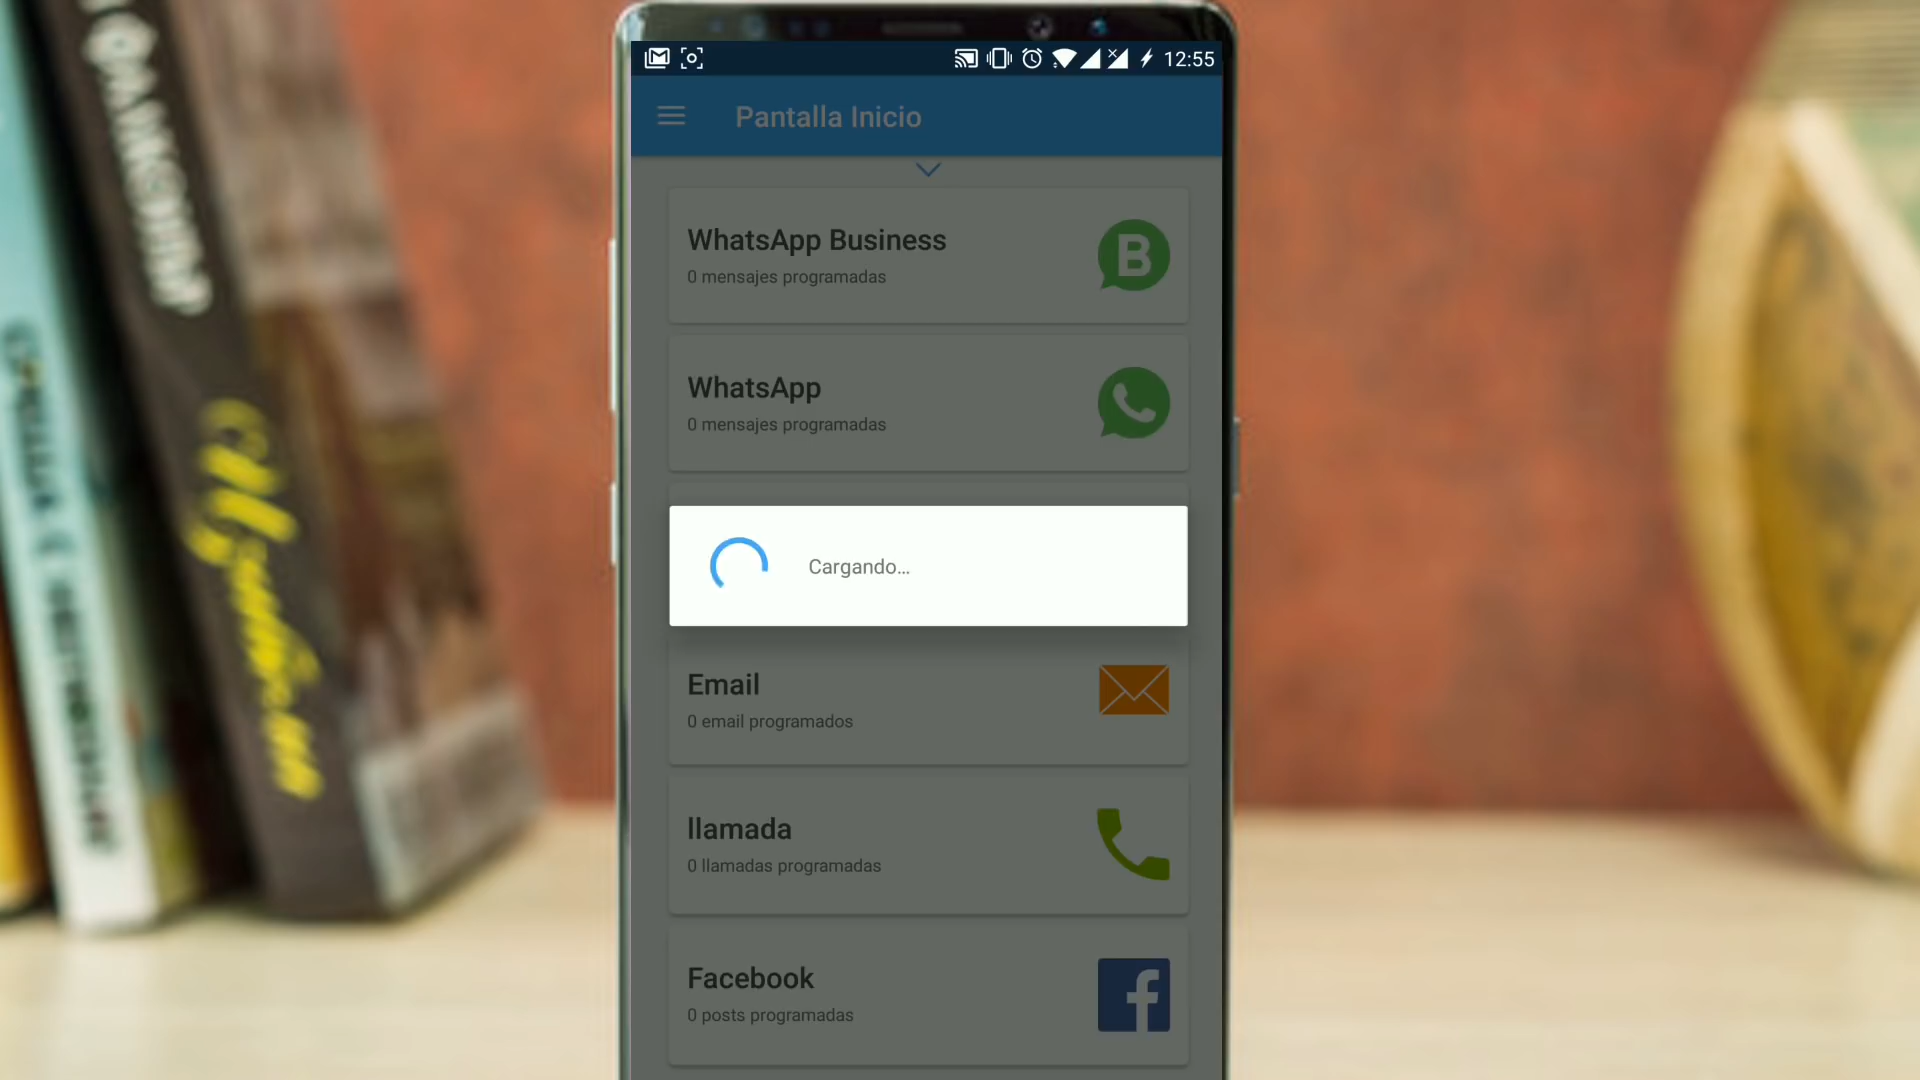 12:55
Pantalla Inicio
WhatsApp Business
0 mensajes programadas
B
WhatsApp
0 mensajes programadas
Cargando...
Email
0 email programados
llamada
0 llamadas programadas
Facebook
0 posts programadas